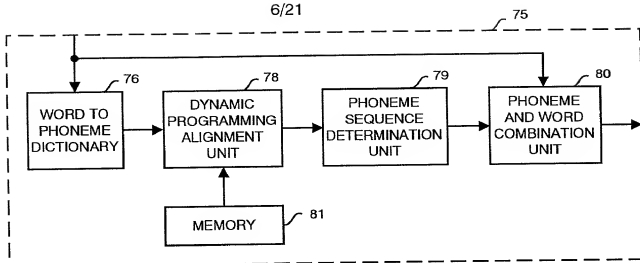 6/21
75
76
WORD TO
PHONEME
DICTIONARY
78
DYNAMIC
PROGRAMMING
ALIGNMENT
UNIT
79
PHONEME
SEQUENCE
DETERMINATION
UNIT
80
PHONEME
AND WORD
COMBINATION
UNIT
MEMORY
81